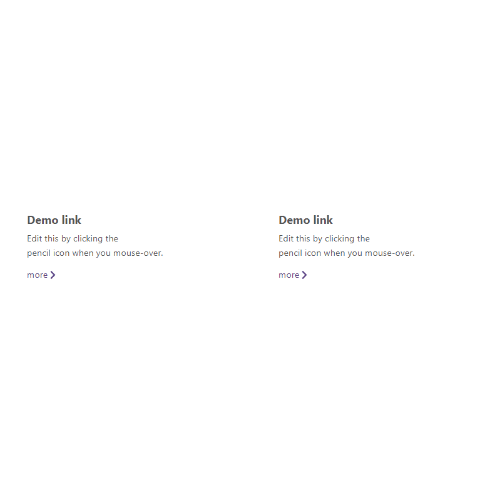 Demo link
Edit this by clicking the
pencil icon when you mouse-over.
more
Demo link
Edit this by clicking the
pencil icon when you mouse-over.
more